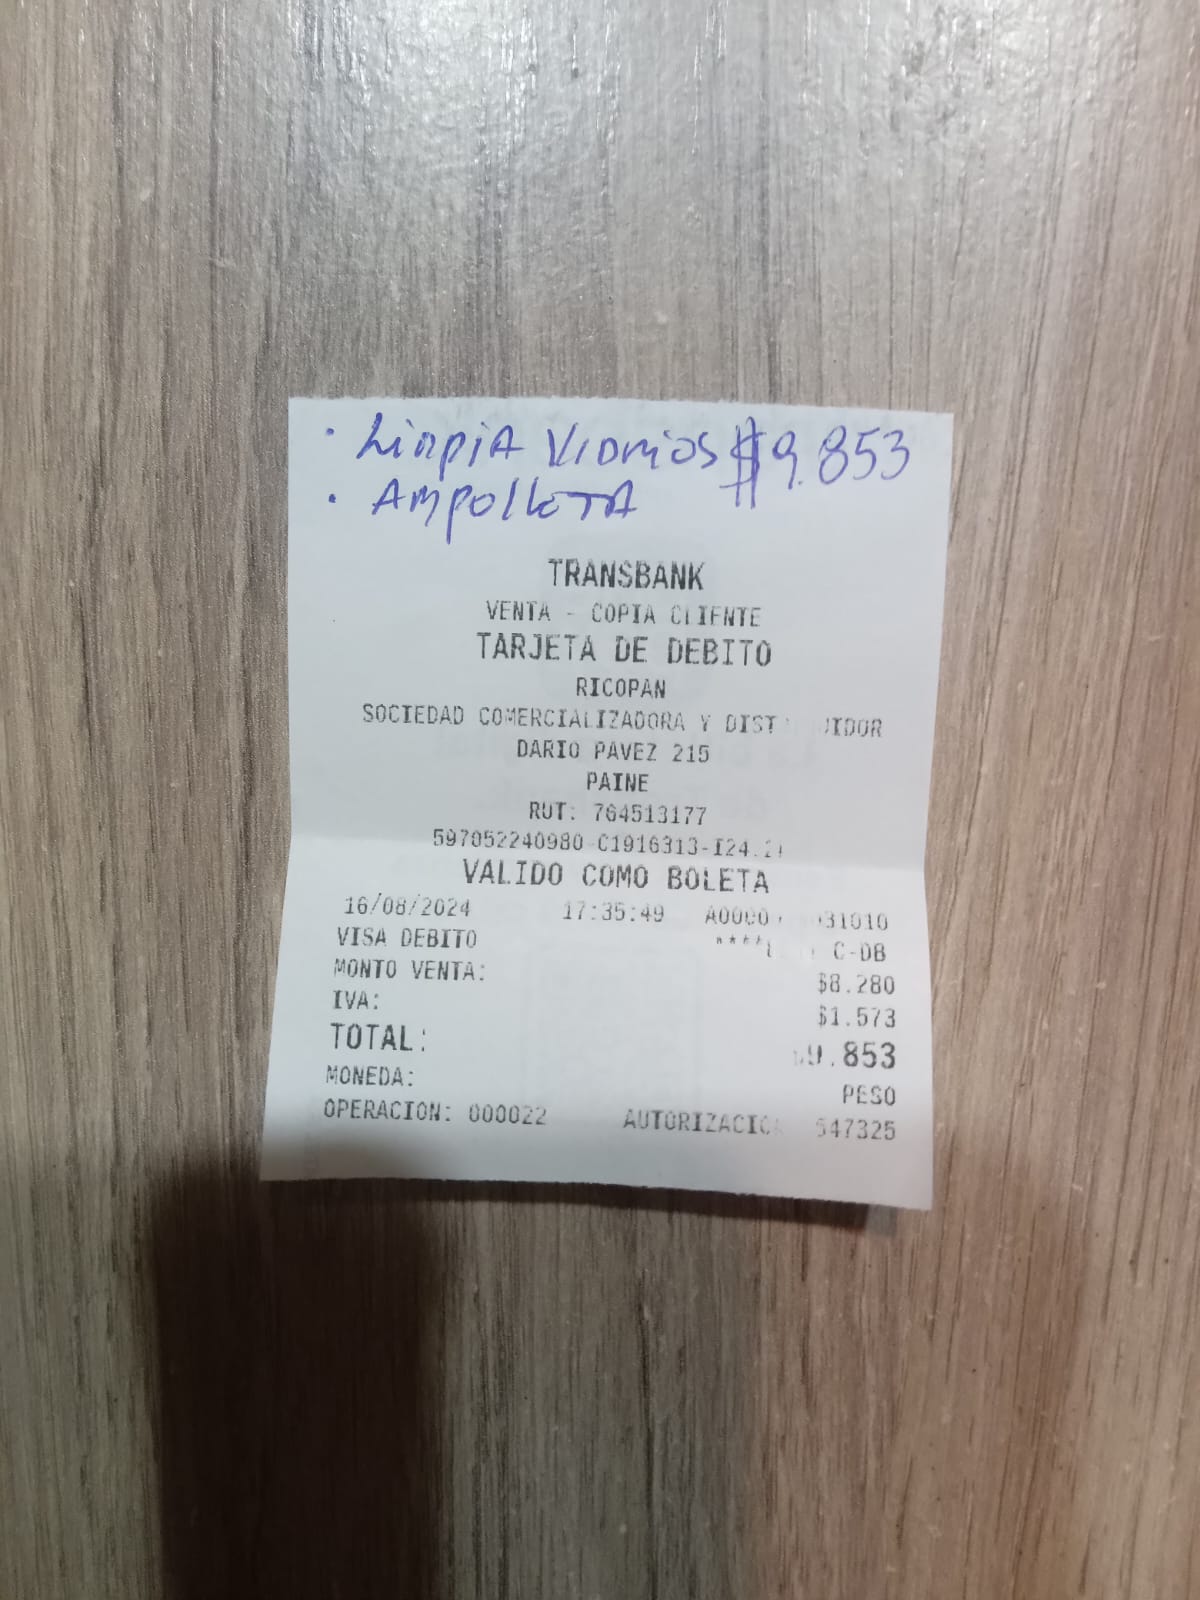 · Limpia Vidrios $9.853
· Ampolleta
TRANSBANK
VENTA - COPIA CLIENTE
TARJETA DE DEBITO
RICOPAN
SOCIEDAD COMERCIALIZADORA Y
DARIO PAVEZ 215
PAINE
RUT: 764513177
597052240980-C1916313-
VALIDO COMO BOLETA
16/08/2024 17:35:49
VISA DEBITO C-DB
MONTO VENTA: $8.280
IVA: $1.573
TOTAL: $9.853
MONEDA: PESO
OPERACION: 000022 547325